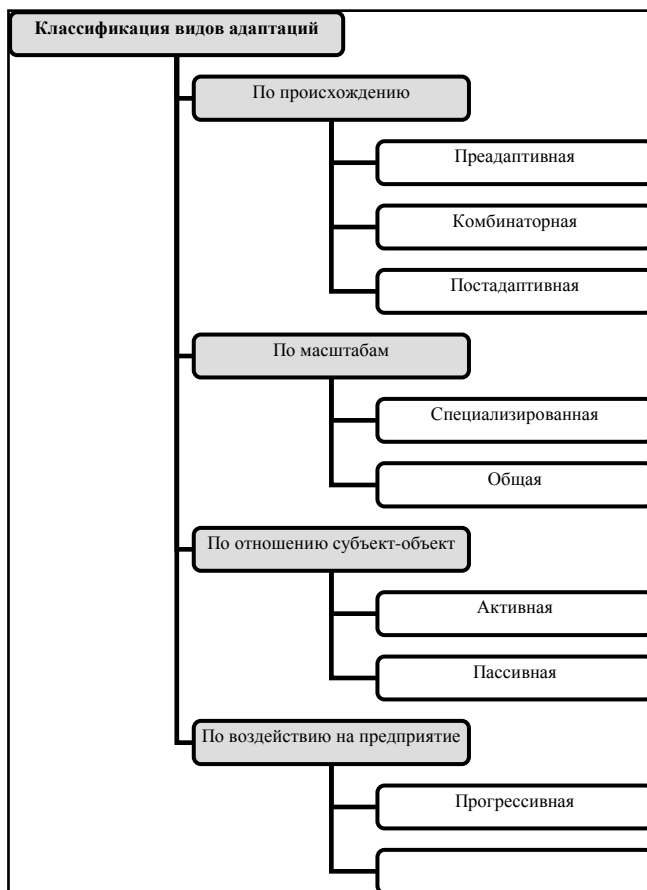 Классификация видов адаптаций
По происхождению
Преадаптивная
Комбинаторная
Постадаптивная
По масштабам
Специализированная
Общая
По отношению субъект-объект
Активная
Пассивная
По воздействию на предприятие
Прогрессивная